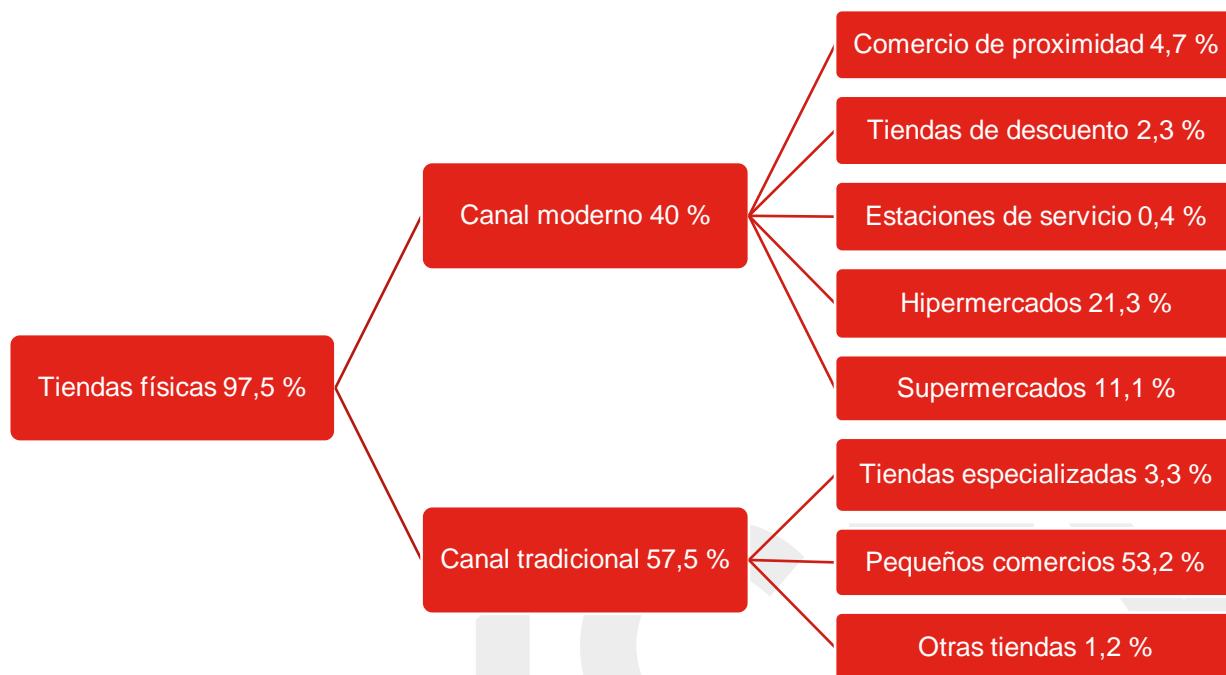 Comercio de proximidad 4,7 %
Tiendas de descuento 2,3 %
Canal moderno 40 %
Estaciones de servicio 0,4 %
Hipermercados 21,3 %
Tiendas físicas 97,5 %
Supermercados 11,1 %
Tiendas especializadas 3,3 %
Canal tradicional 57,5 %
Pequeños comercios 53,2 %
Otras tiendas 1,2 %